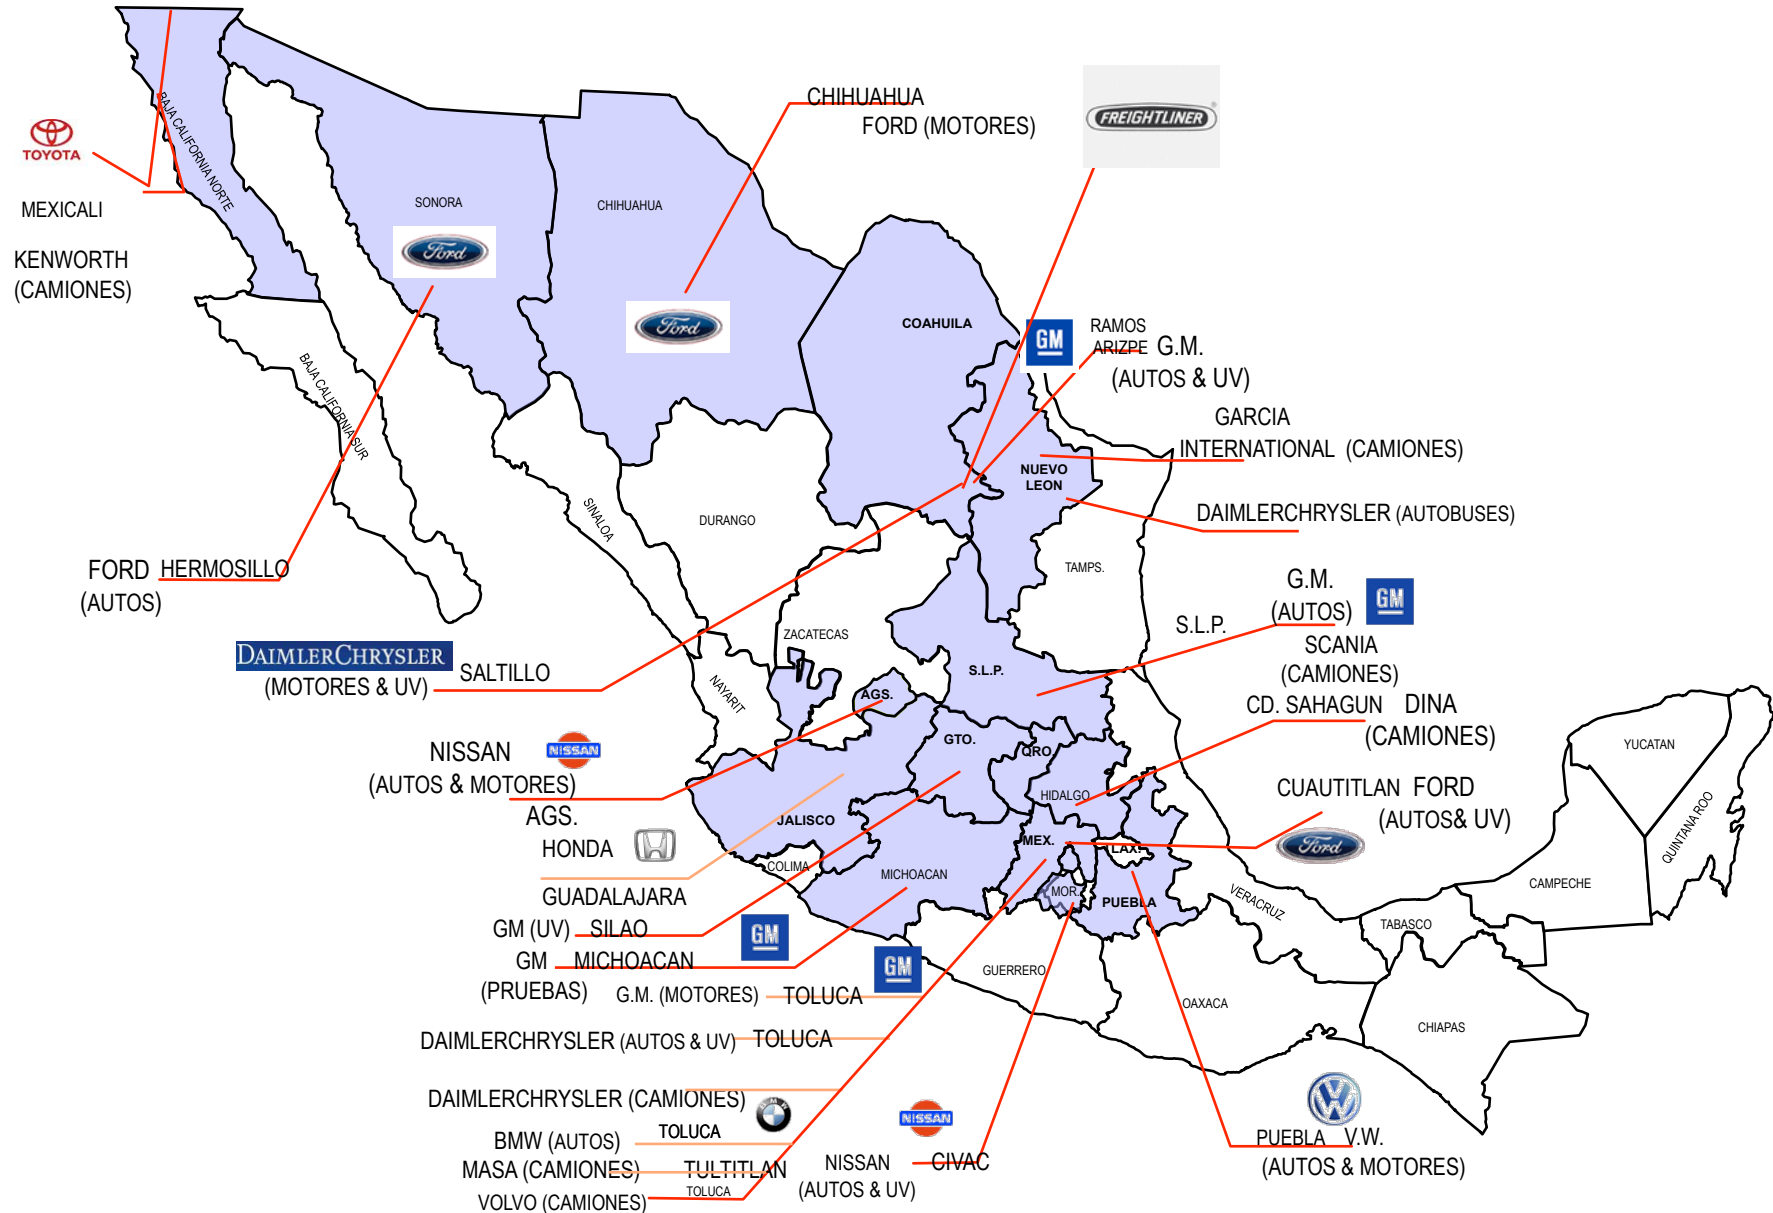 CHIHUAHUA
FORD (MOTORES)
FREIGHTLINER
®
TOYOTA
MEXICALI
KENWORTH
(CAMIONES)
BAJA CALIFORNIA NORTE
SONORA
Ford
CHIHUAHUA
Ford
COAHUILA
GM
RAMOS
ARIZPE G.M.
(AUTOS & UV)
GARCIA
INTERNATIONAL (CAMIONES)
NUEVO
LEON
DAIMLERCHRYSLER (AUTOBUSES)
BAJA CALIFORNIA SUR
SINALOA
DURANGO
TAMPS.
FORD HERMOSILLO
(AUTOS)
G.M.
(AUTOS)
GM
S.L.P.
SCANIA
(CAMIONES)
DAIMLERCHRYSLER
(MOTORES & UV)
SALTILLO
ZACATECAS
NAYARIT
S.L.P.
AGS.
CD. SAHAGUN DINA
(CAMIONES)
NISSAN
NISSAN
(AUTOS & MOTORES)
AGS.
GTO.
QRO.
HIDALGO
YUCATAN
QUINTANA ROO
CUAUTITLAN FORD
(AUTOS& UV)
Ford
HONDA
GUADALAJARA
JALISCO
COLIMA
MICHOACAN
MEX.
LAX.
MOR.
PUEBLA
VERACRUZ
TABASCO
CAMPECHE
GM (UV) SILAO
GM
GM MICHOACAN
(PRUEBAS)
GM
G.M. (MOTORES) TOLUCA
GUERRERO
OAXACA
CHIAPAS
DAIMLERCHRYSLER (AUTOS & UV) TOLUCA
DAIMLERCHRYSLER (CAMIONES)
BMW
BMW (AUTOS) TOLUCA
MASA (CAMIONES) TULTITLAN
VOLVO (CAMIONES) TOLUCA
NISSAN
NISSAN CIVAC
(AUTOS & UV)
PUEBLA V.W.
(AUTOS & MOTORES)